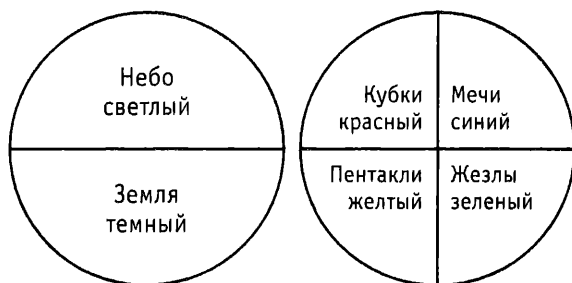 Небо
светлый
Земля
темный
Кубки
красный
Мечи
синий
Пентакли
желтый
Жезлы
зеленый